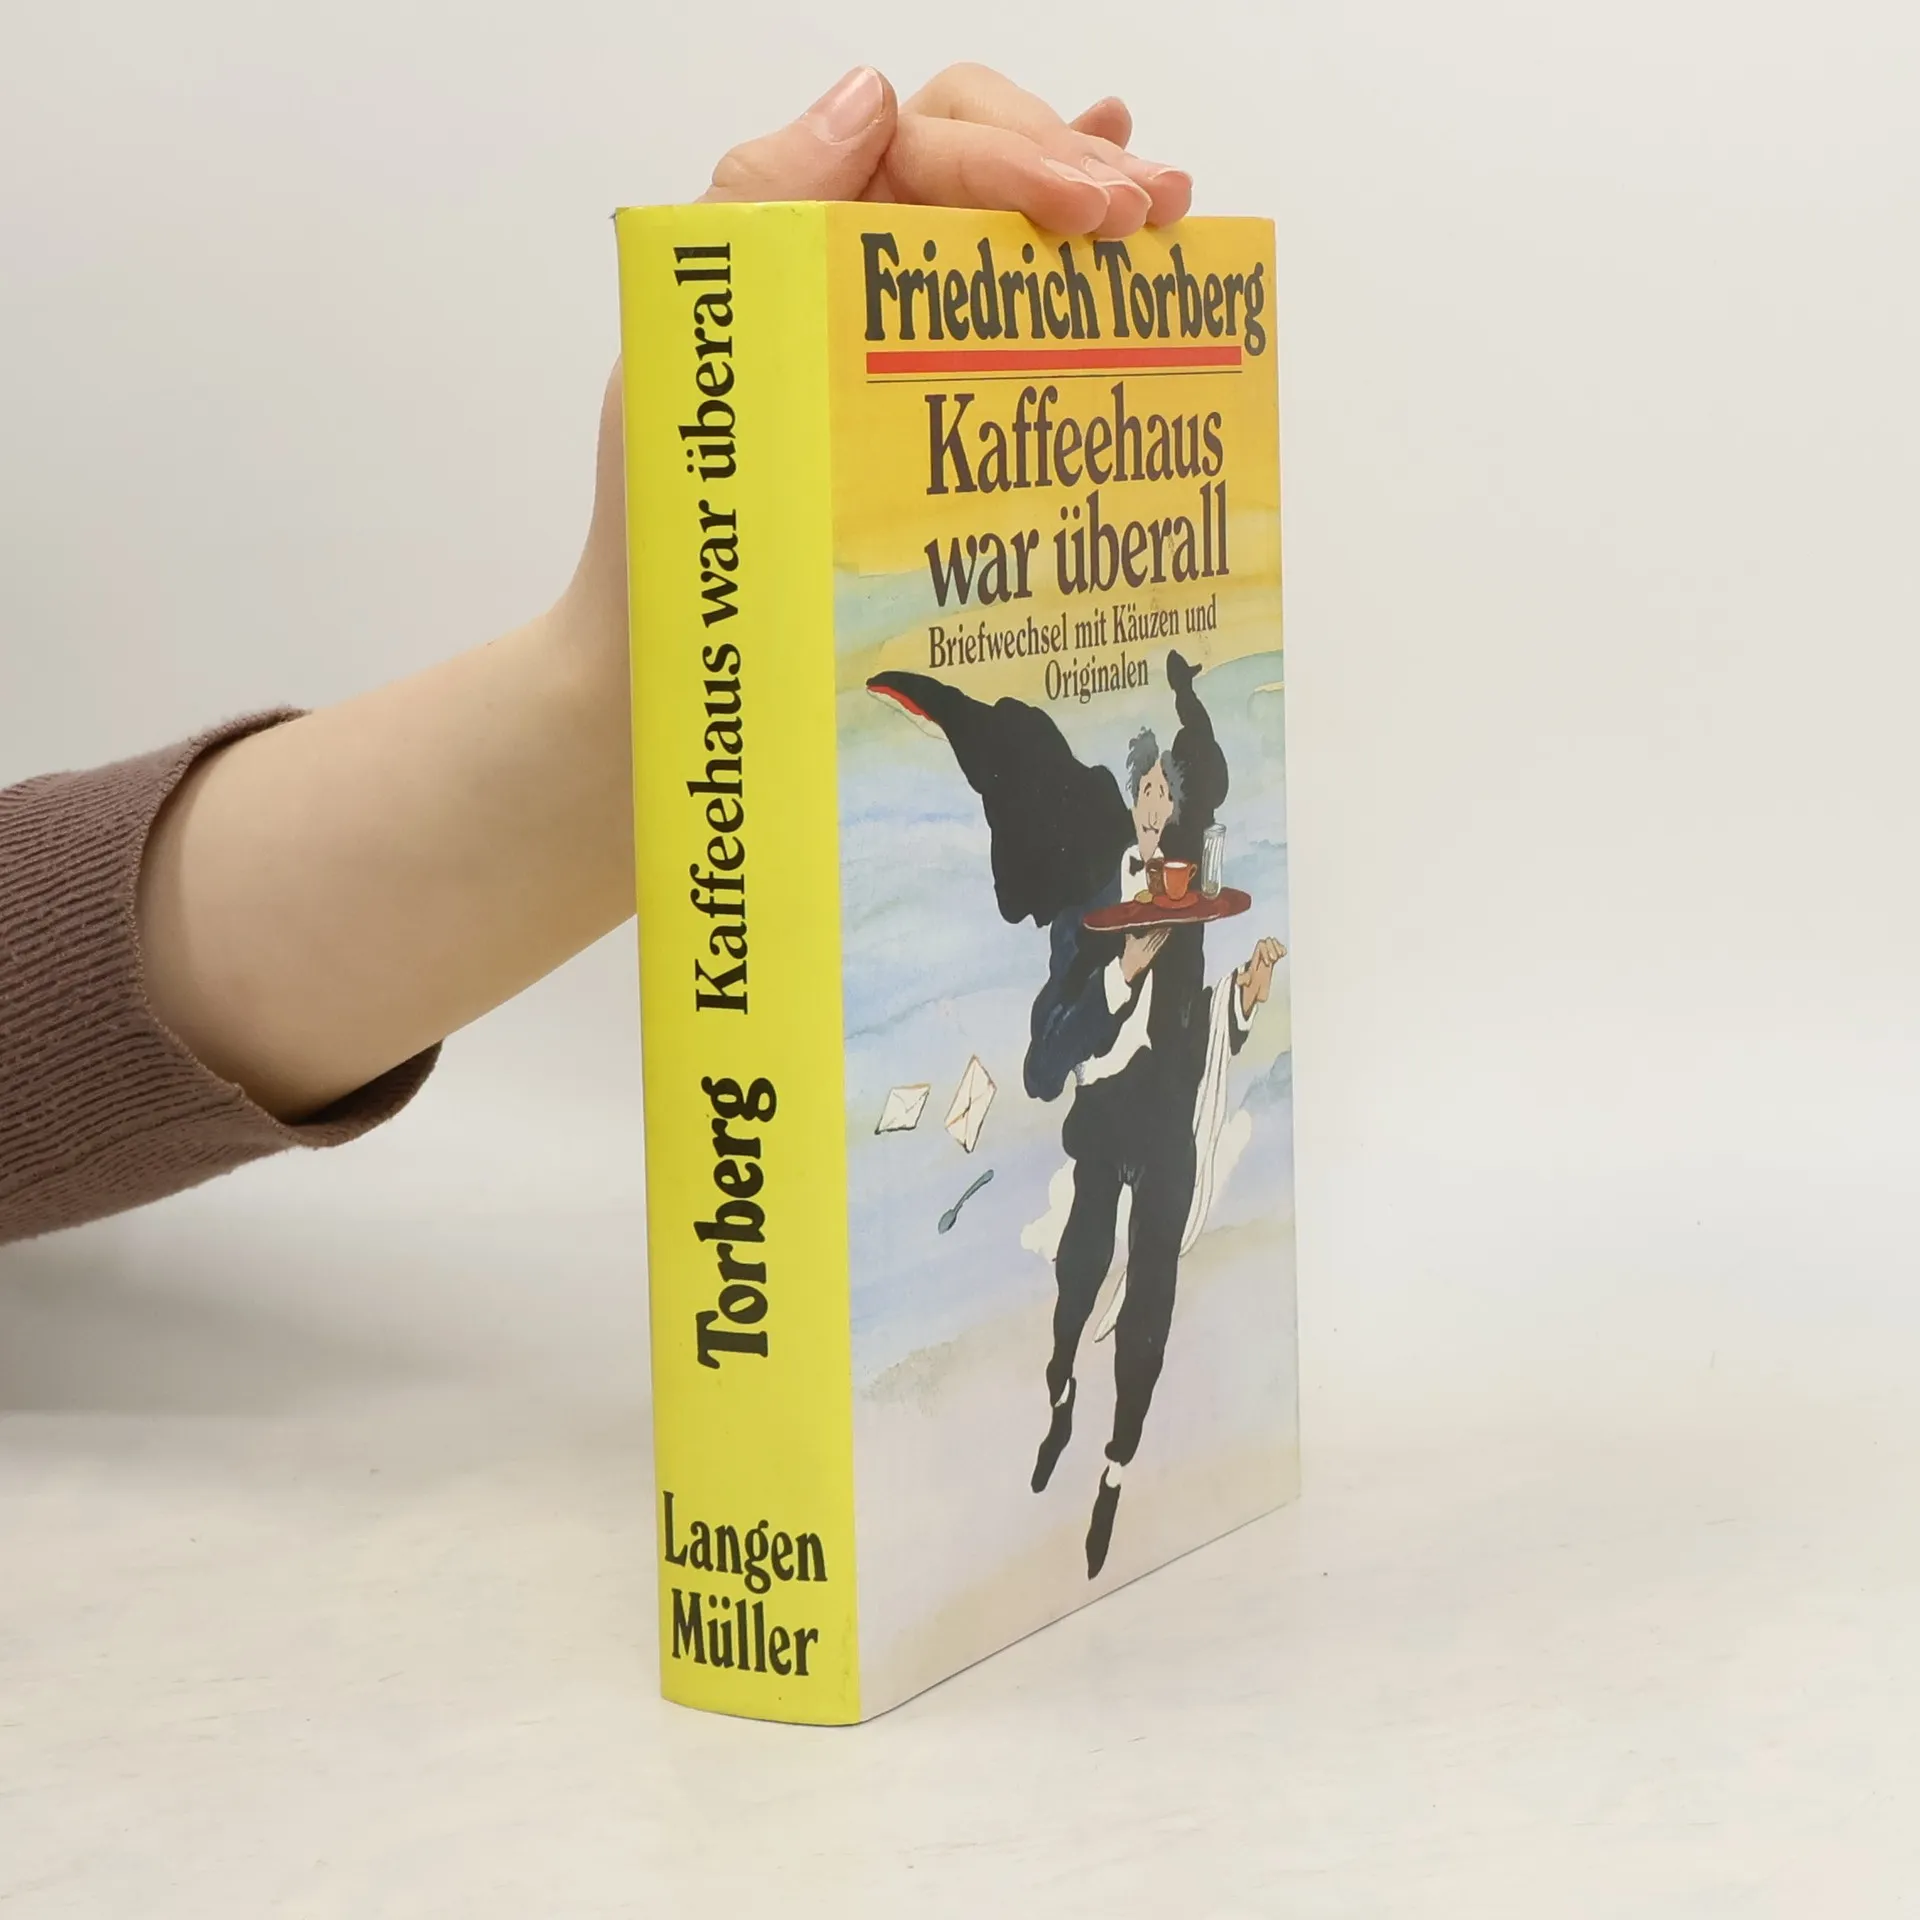 Friedrich Torberg
Kaffeehaus
war überall
Briefwechsel mit Käuzen und
Originalen
Torberg Kaffeehaus war überall
Langen
Müller